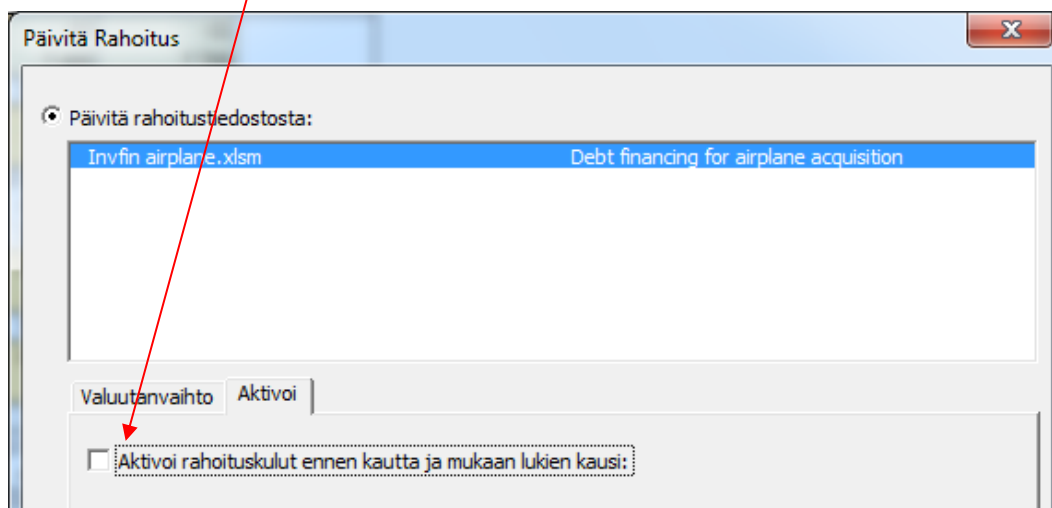 Päivitä Rahoitus
Päivitä rahoitustiedostosta:
Invfin airplane.xlsm Debt financing for airplane acquisition
Valuutanvaihto Aktivoi
Aktivoi rahoituskulut ennen kautta ja mukaan lukien kausi: